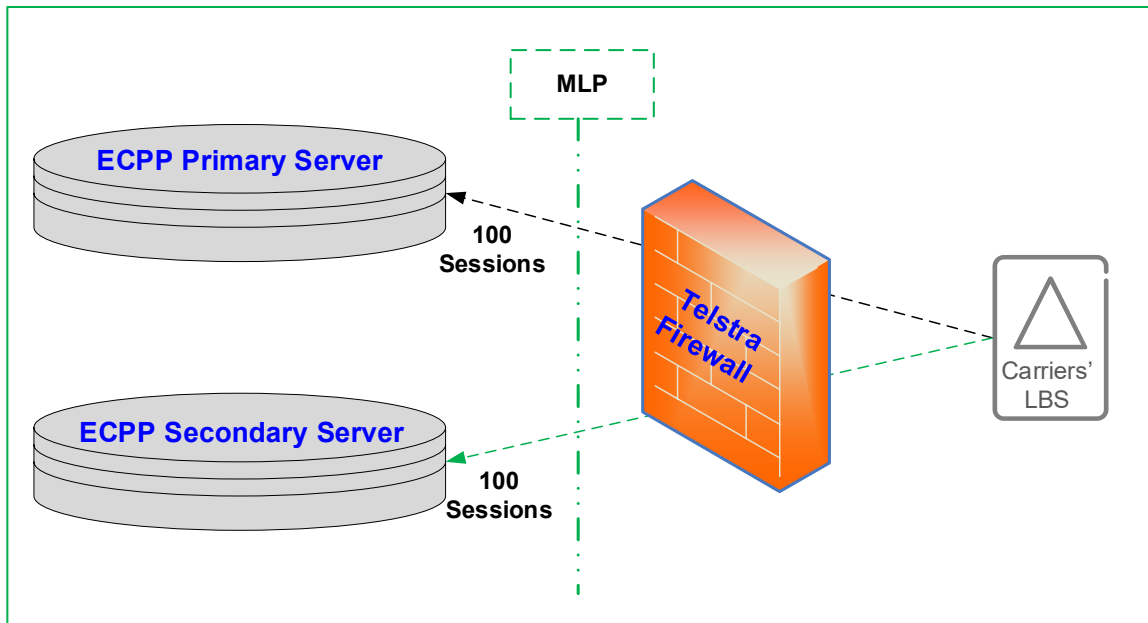 MLP
ECPP Primary Server
100
Sessions
Telstra
Firewall
Carriers’
LBS
ECPP Secondary Server
100
Sessions